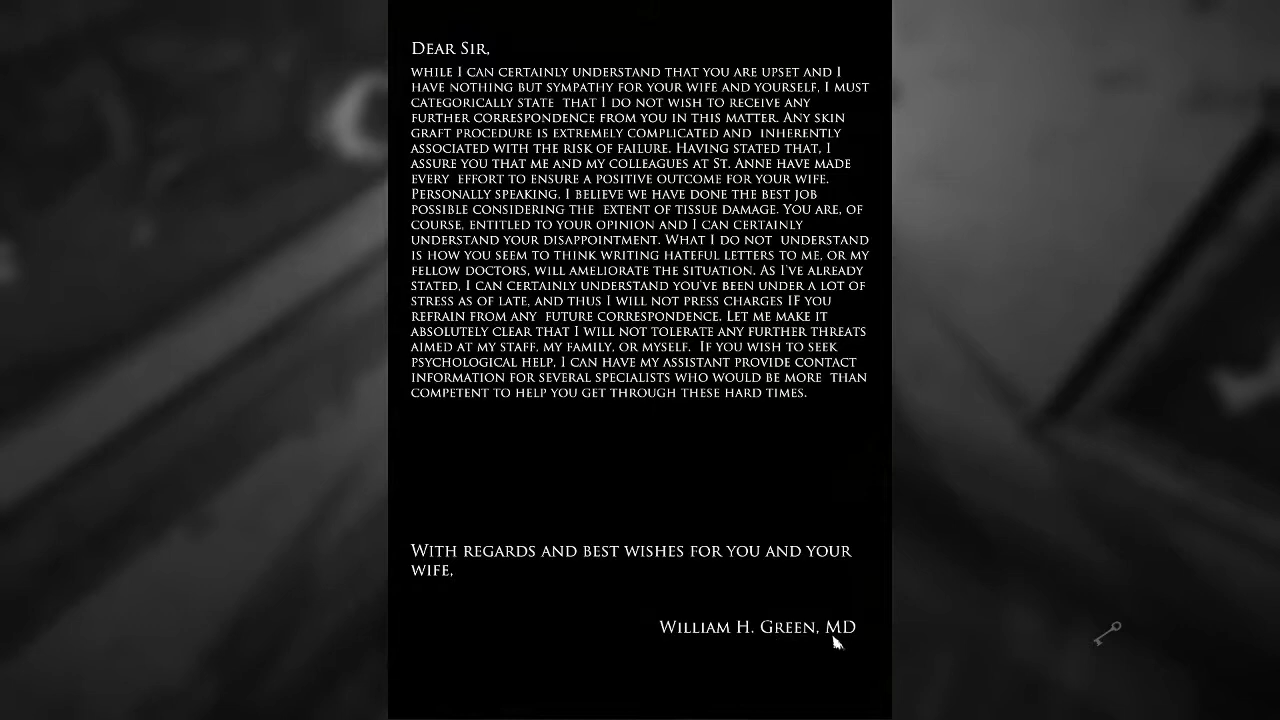 Dear Sir,
while I can certainly understand that you are upset and I
have nothing but sympathy for your wife and yourself, I must
categorically state that I do not wish to receive any
further correspondence from you in this matter. Any skin
graft procedure is extremely complicated and inherently
associated with the risk of failure. Having stated that, I
assure you that me and my colleagues at St. Anne have made
every effort to ensure a positive outcome for your wife.
Personally speaking, I believe we have done the best job
possible considering the extent of tissue damage. You are, of
course, entitled to your opinion and I can certainly
understand your disappointment. What I do not understand
is how you seem to think writing hateful letters to me, or my
fellow doctors, will ameliorate the situation. As I've already
stated, I can certainly understand you've been under a lot of
stress as of late, and thus I will not press charges IF you
refrain from any future correspondence. Let me make it
absolutely clear that I will not tolerate any further threats
aimed at my staff, my family, or myself. If you wish to seek
psychological help, I can have my assistant provide contact
information for several specialists who would be more than
competent to help you get through these hard times.
With regards and best wishes for you and your
wife,
William H. Green, MD